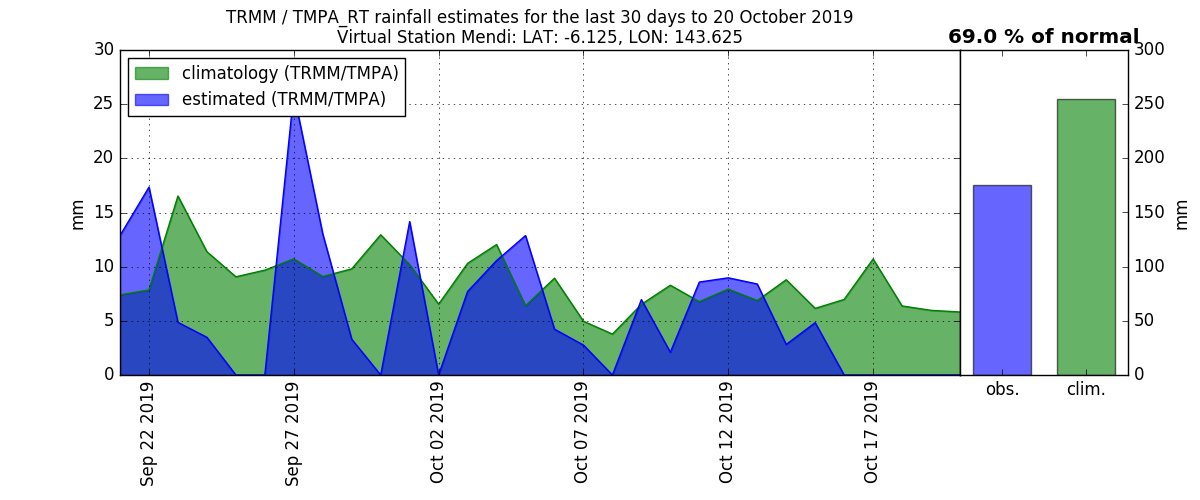 TRMM / TMPA_RT rainfall estimates for the last 30 days to 20 October 2019
Virtual Station Mendi: LAT: -6.125, LON: 143.625
69.0 % of normal
climatology (TRMM/TMPA)
estimated (TRMM/TMPA)
30
25
20
15
10
5
0
mm
Sep 22 2019
Sep 27 2019
Oct 02 2019
Oct 07 2019
Oct 12 2019
Oct 17 2019
300
250
200
150
100
50
0
mm
obs.
clim.